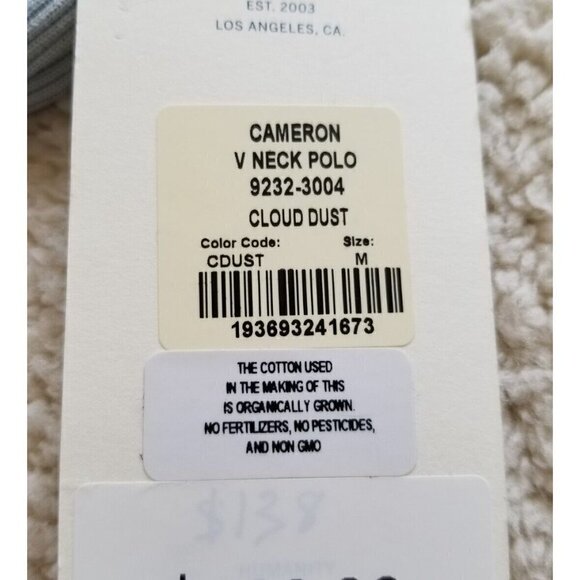 EST. 2003
LOS ANGELES, CA.
CAMERON
V NECK POLO
9232-3004
CLOUD DUST
Color Code: Size:
CDUST M
193693241673
THE COTTON USED
IN THE MAKING OF THIS
IS ORGANICALLY GROWN.
NO FERTILIZERS, NO PESTICIDES,
AND NON GMO
$138
HUMANITY